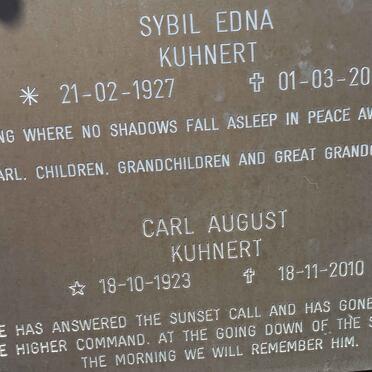 SYBIL EDNA
KUHNERT
* 21-02-1927 ✝ 01-03-20
NG WHERE NO SHADOWS FALL ASLEEP IN PEACE AW
ARL, CHILDREN, GRANDCHILDREN AND GREAT GRAND
CARL AUGUST
KUHNERT
☆ 18-10-1923 ✝ 18-11-2010
E HAS ANSWERED THE SUNSET CALL AND HAS GONE
E HIGHER COMMAND. AT THE GOING DOWN OF THE S
THE MORNING WE WILL REMEMBER HIM.